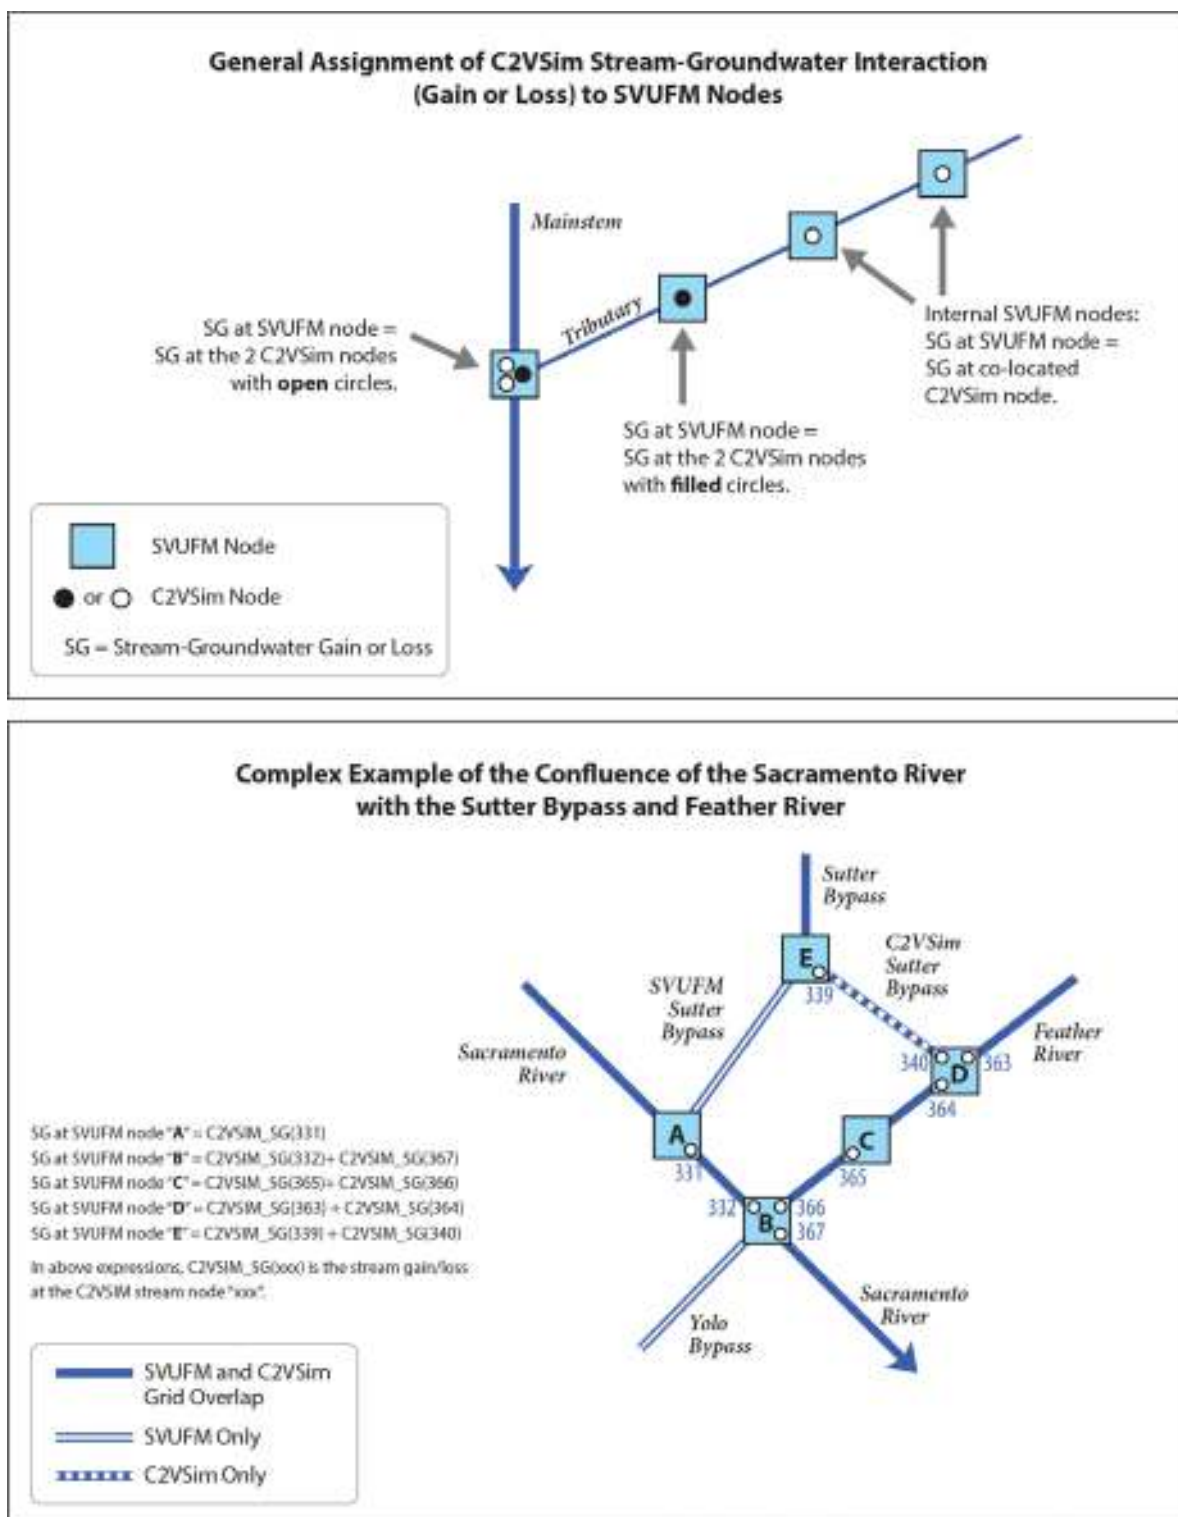 General Assignment of C2VSim Stream-Groundwater Interaction
(Gain or Loss) to SVUFM Nodes
Mainstem
Tributary
SG at SVUFM node =
SG at the 2 C2VSim nodes
with open circles.
Internal SVUFM nodes:
SG at SVUFM node =
SG at co-located
C2VSim node.
SG at SVUFM node =
SG at the 2 C2VSim nodes
with filled circles.
SVUFM Node
or
C2VSim Node
SG = Stream-Groundwater Gain or Loss
Complex Example of the Confluence of the Sacramento River
with the Sutter Bypass and Feather River
Sutter
Bypass
C2VSim
Sutter
Bypass
E
339
SVUFM
Sutter
Bypass
Feather
River
Sacramento
River
340
D
363
364
A
331
C
365
332
B
366
367
SG at SVUFM node "A" = C2VSIM_SG(331)
SG at SVUFM node "B" = C2VSIM_SG(332)+ C2VSIM_SG(367)
SG at SVUFM node "C" = C2VSIM_SG(365)+ C2VSIM_SG(366)
SG at SVUFM node "D" = C2VSIM_SG(363) + C2VSIM_SG(364)
SG at SVUFM node "E" = C2VSIM_SG(339) + C2VSIM_SG(340)
In above expressions, C2VSIM_SG(xxx) is the stream gain/loss
at the C2VSIM stream node "xxx".
Yolo
Bypass
Sacramento
River
SVUFM and C2VSim
Grid Overlap
SVUFM Only
C2VSim Only